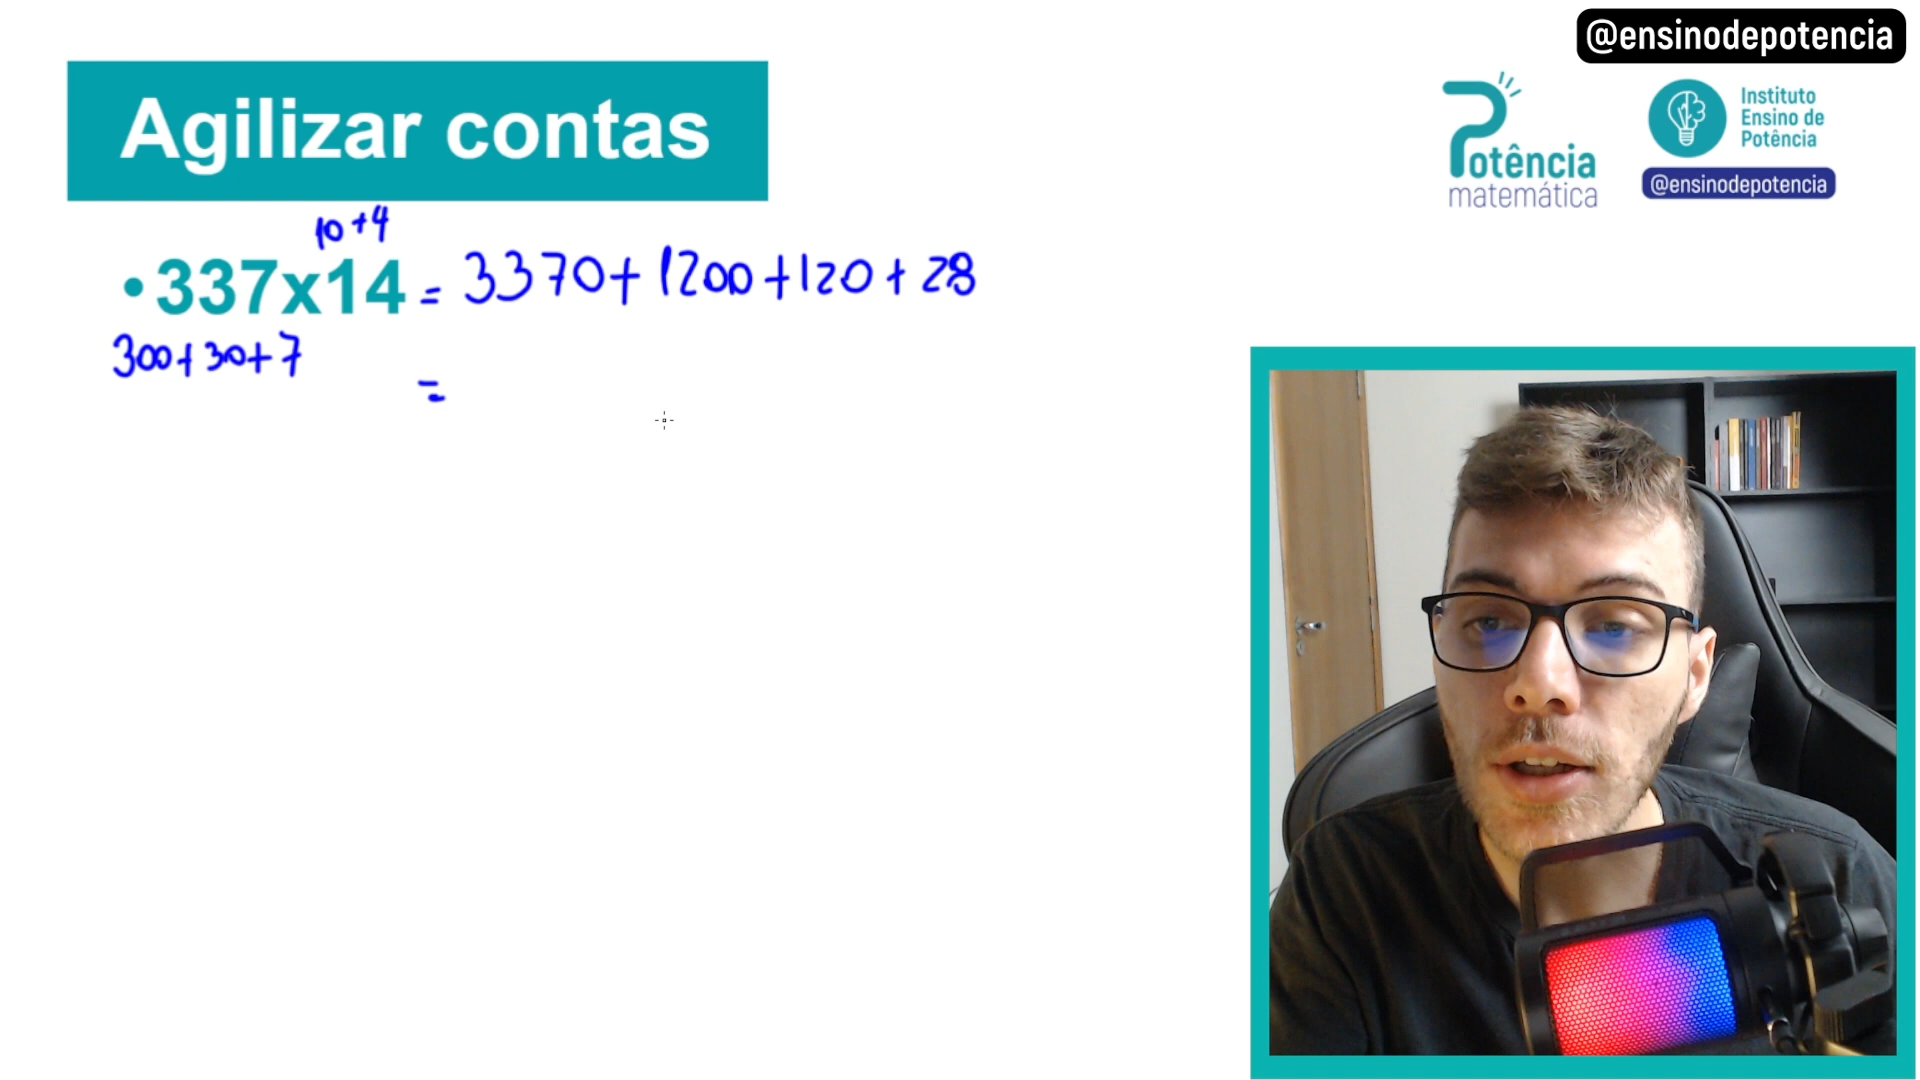 @ensinodepotencia
Agilizar contas
Potência
matemática
Instituto
Ensino de
Potência
@ensinodepotencia
10+4
•337x14 = 3370+1200+120+28
300+30+7
=